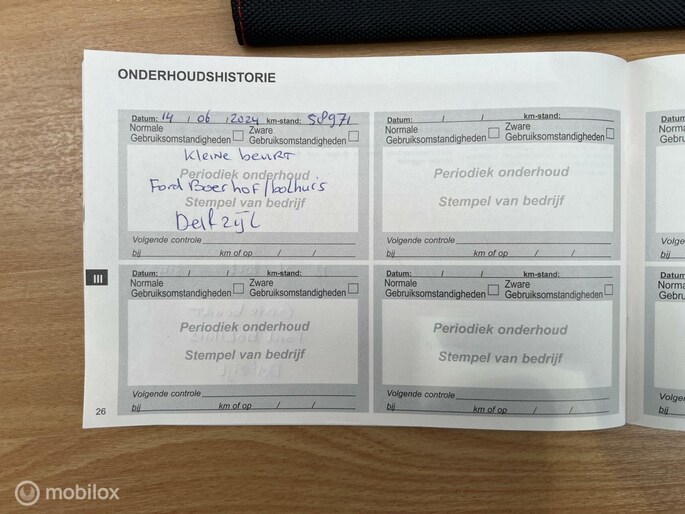 ONDERHOUDSHISTORIE
Datum: 14 / 06 / 2024 km-stand: 58971
Normale Gebruiksomstandigheden
Zware Gebruiksomstandigheden
Kleine beurt
Periodiek onderhoud
Ford Boerhof/bolhuis
Stempel van bedrijf
Delfzijl
Volgende controle
bij km of op / /
Datum: / / km-stand:
Normale Gebruiksomstandigheden
Zware Gebruiksomstandigheden
Periodiek onderhoud
Stempel van bedrijf
Volgende controle
bij km of op / /
III
Datum: / / km-stand:
Normale Gebruiksomstandigheden
Zware Gebruiksomstandigheden
Periodiek onderhoud
Stempel van bedrijf
Volgende controle
bij km of op / /
Datum: / / km-stand:
Normale Gebruiksomstandigheden
Zware Gebruiksomstandigheden
Periodiek onderhoud
Stempel van bedrijf
Volgende controle
bij km of op / /
26
mobilox